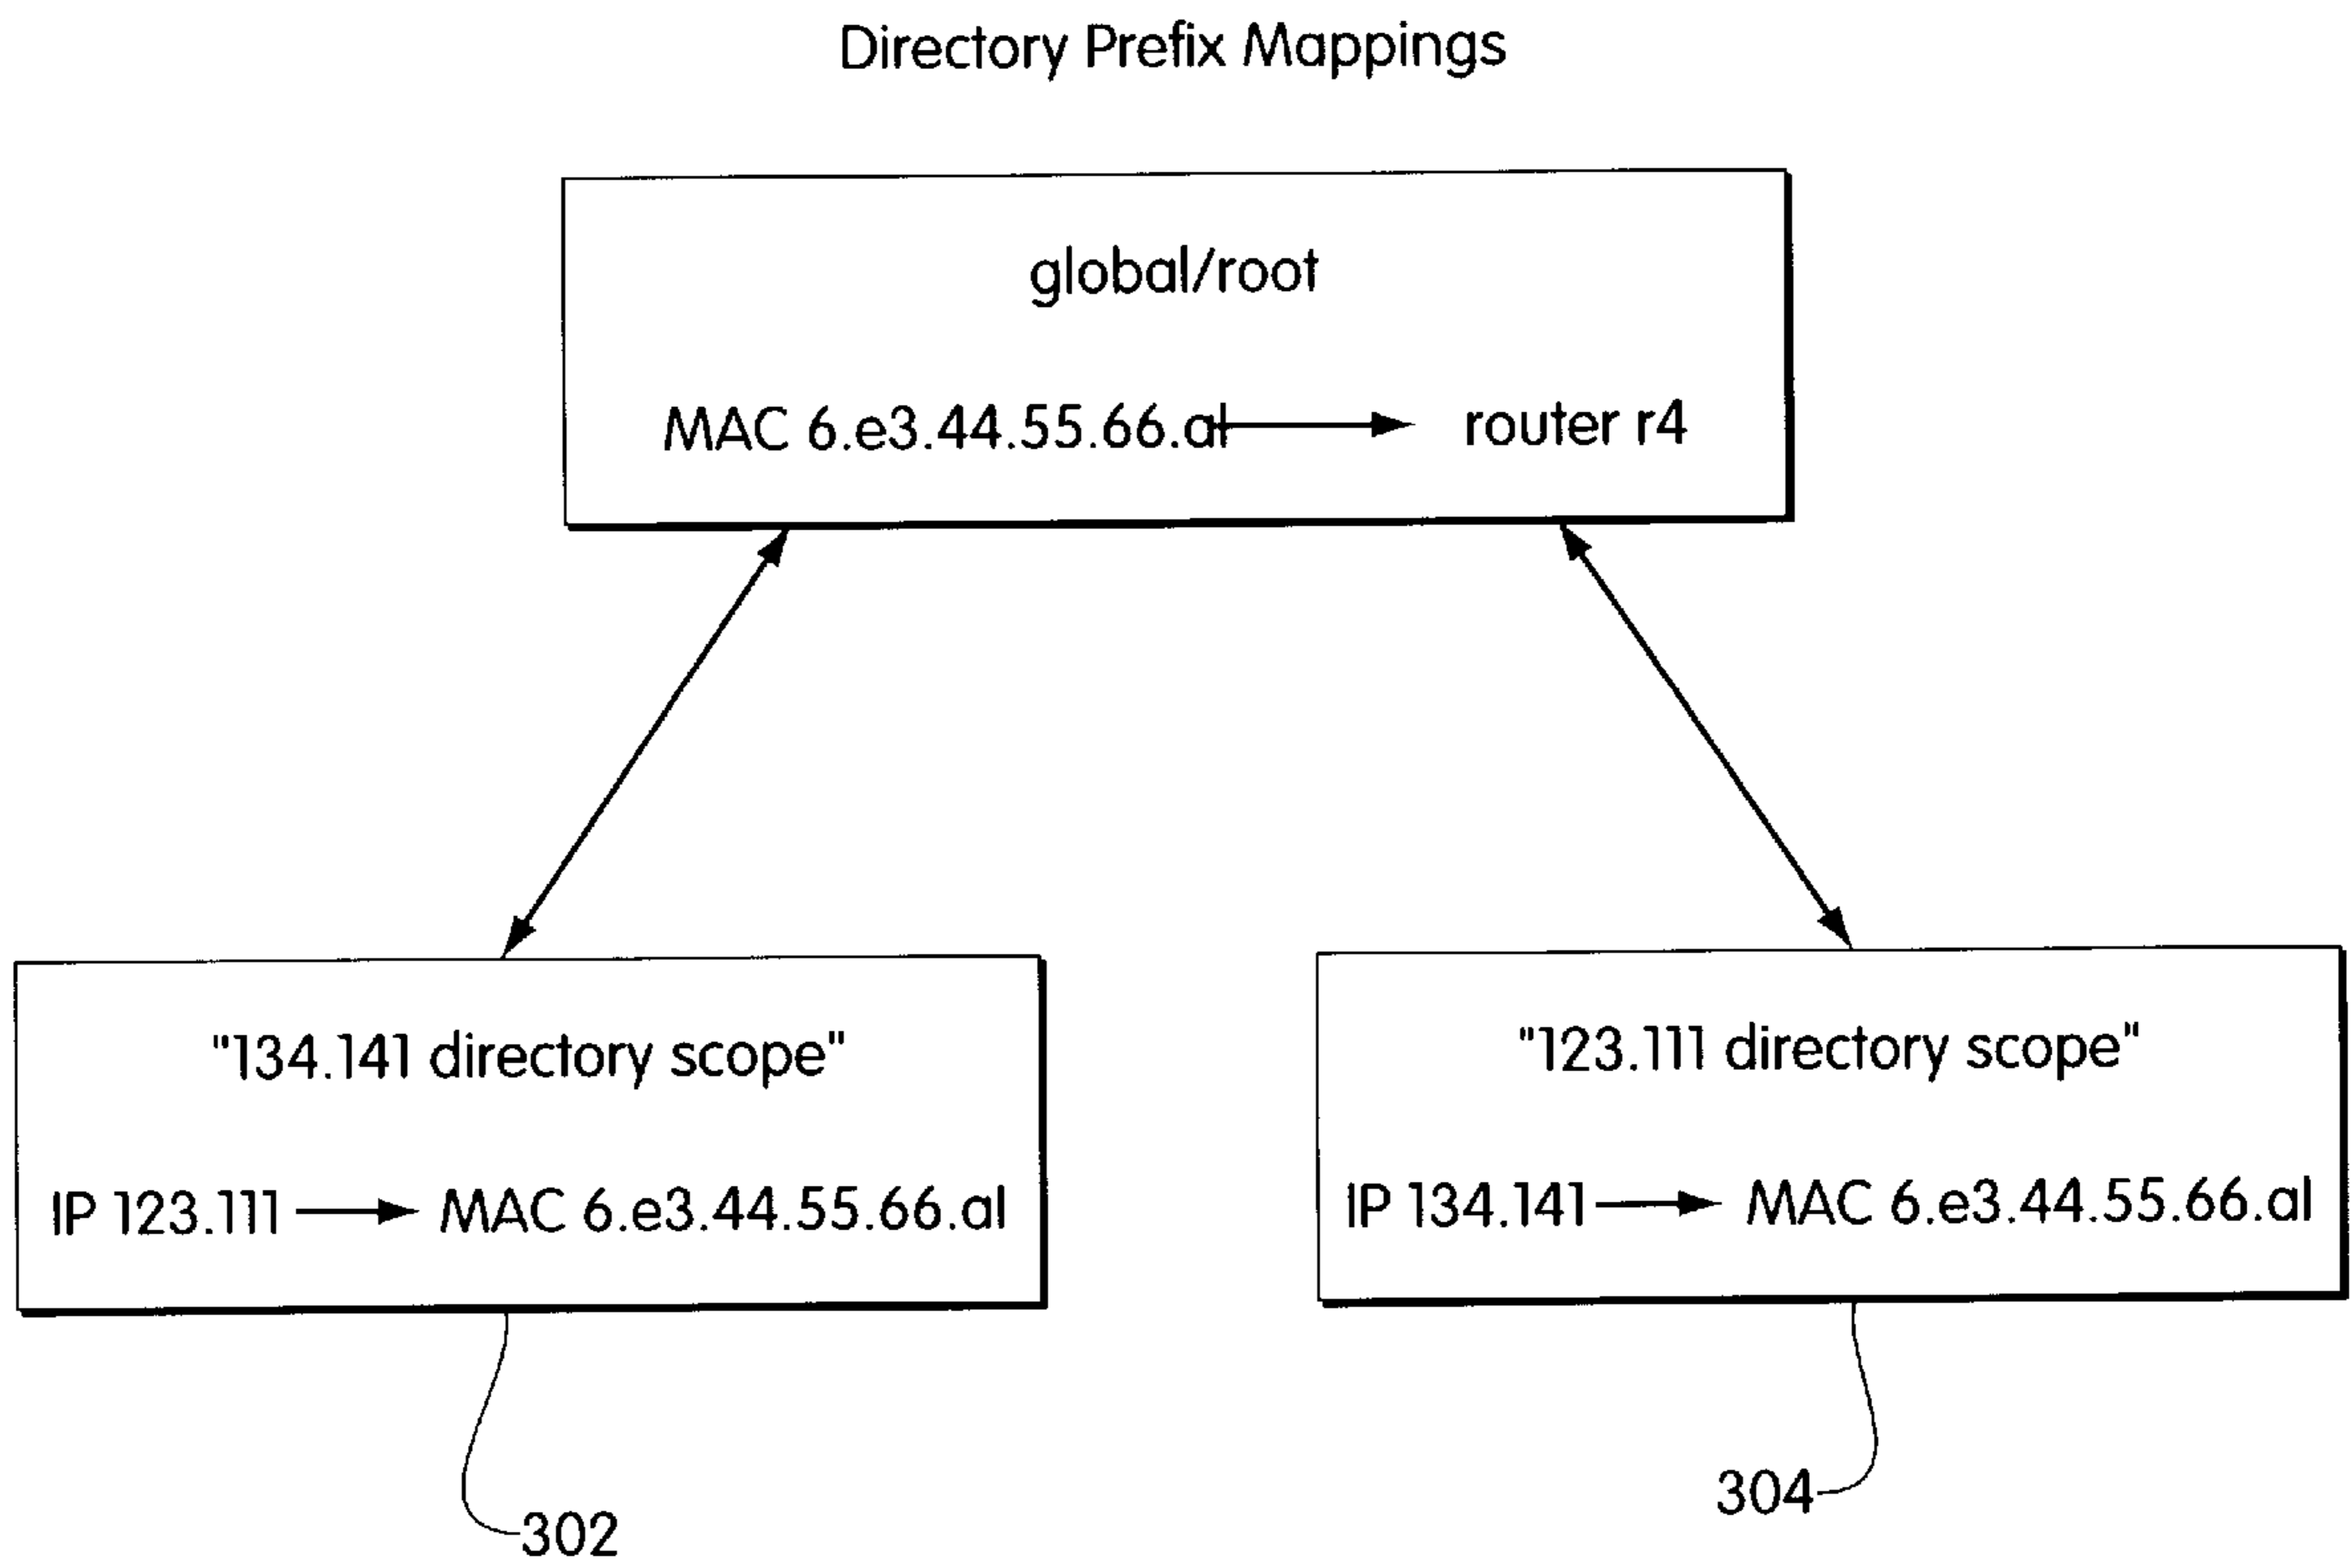 Directory Prefix Mappings
global/root
MAC 6.e3.44.55.66.al → router r4
"134.141 directory scope"
IP 123.111 → MAC 6.e3.44.55.66.al
"123.111 directory scope"
IP 134.141 → MAC 6.e3.44.55.66.al
302
304